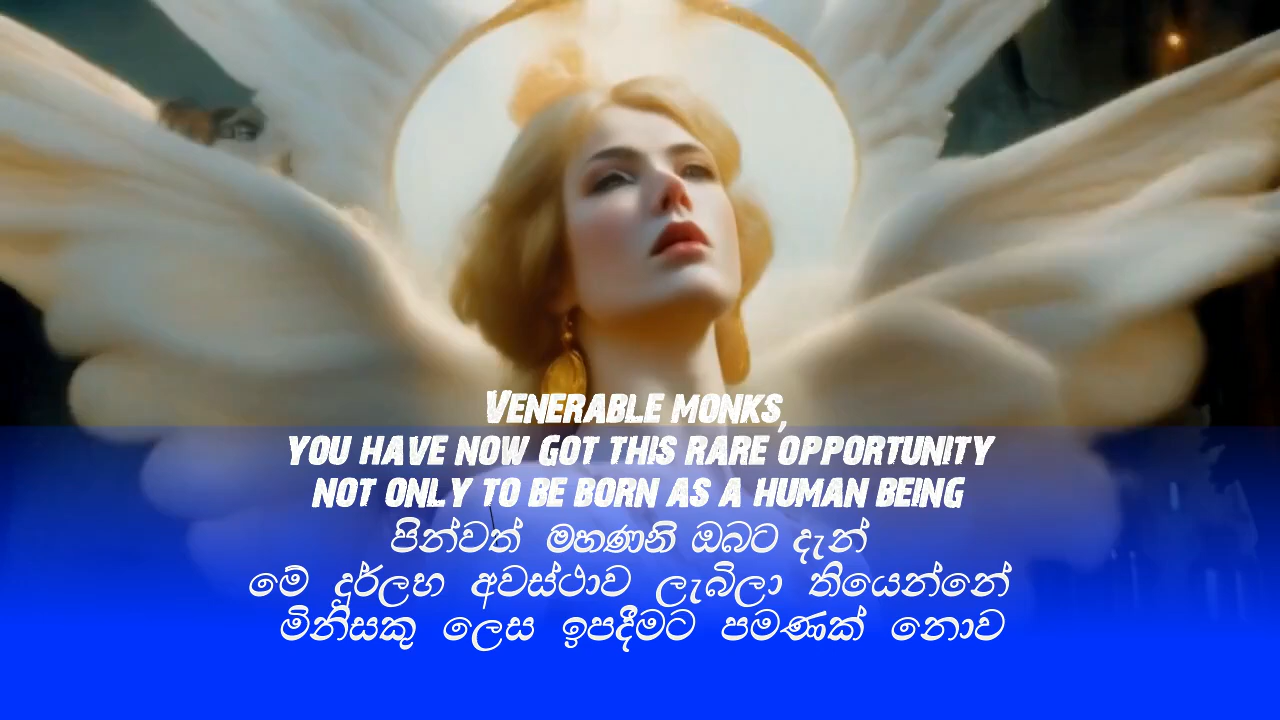 VENERABLE MONKS,
YOU HAVE NOW GOT THIS RARE OPPORTUNITY
NOT ONLY TO BE BORN AS A HUMAN BEING
පින්වත් මහණනි ඔබට දැන්
මේ දුර්ලභ අවස්ථාව ලැබිලා තියෙන්නේ
මිනිසකු ලෙස ඉපදීමට පමණක් නොව